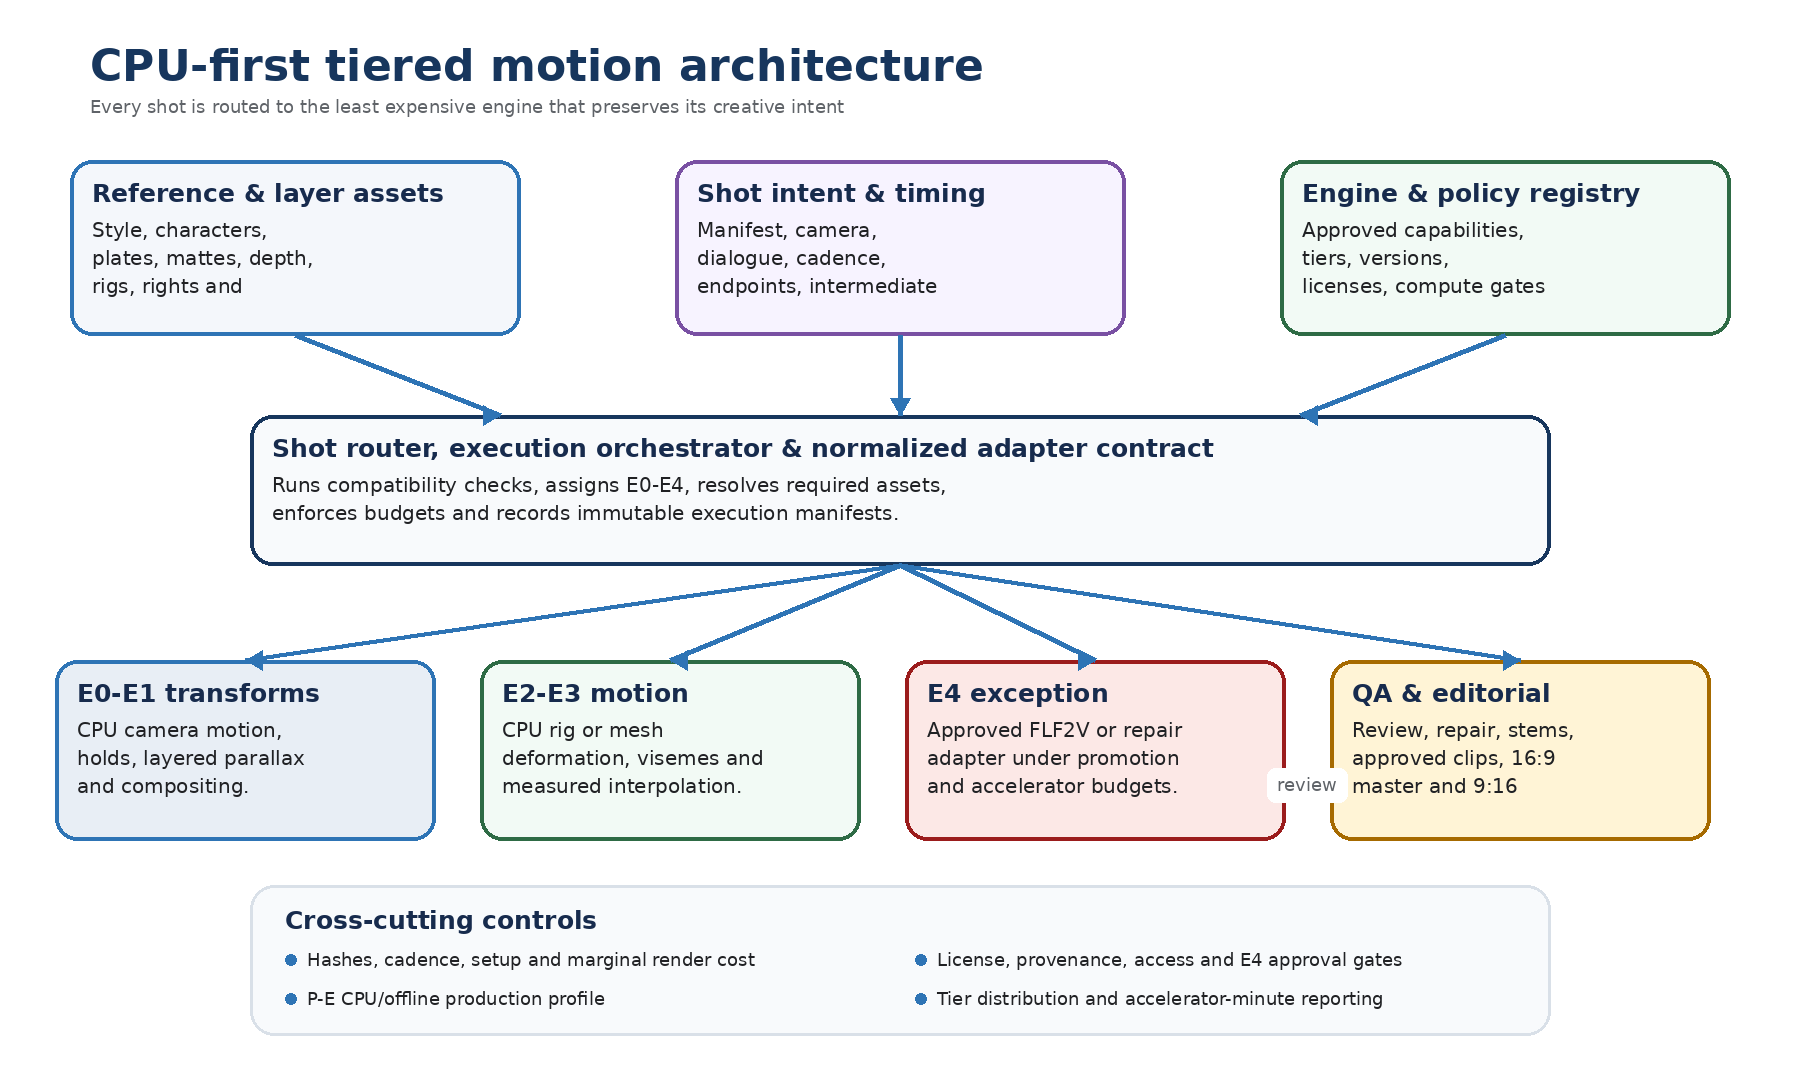 CPU-first tiered motion architecture
Every shot is routed to the least expensive engine that preserves its creative intent
Reference & layer assets
Style, characters,
plates, mattes, depth,
rigs, rights and
Shot intent & timing
Manifest, camera,
dialogue, cadence,
endpoints, intermediate
Engine & policy registry
Approved capabilities,
tiers, versions,
licenses, compute gates
Shot router, execution orchestrator & normalized adapter contract
Runs compatibility checks, assigns E0-E4, resolves required assets,
enforces budgets and records immutable execution manifests.
E0-E1 transforms
CPU camera motion,
holds, layered parallax
and compositing.
E2-E3 motion
CPU rig or mesh
deformation, visemes and
measured interpolation.
E4 exception
Approved FLF2V or repair
adapter under promotion
and accelerator budgets.
review
QA & editorial
Review, repair, stems,
approved clips, 16:9
master and 9:16
Cross-cutting controls
Hashes, cadence, setup and marginal render cost
P-E CPU/offline production profile
License, provenance, access and E4 approval gates
Tier distribution and accelerator-minute reporting